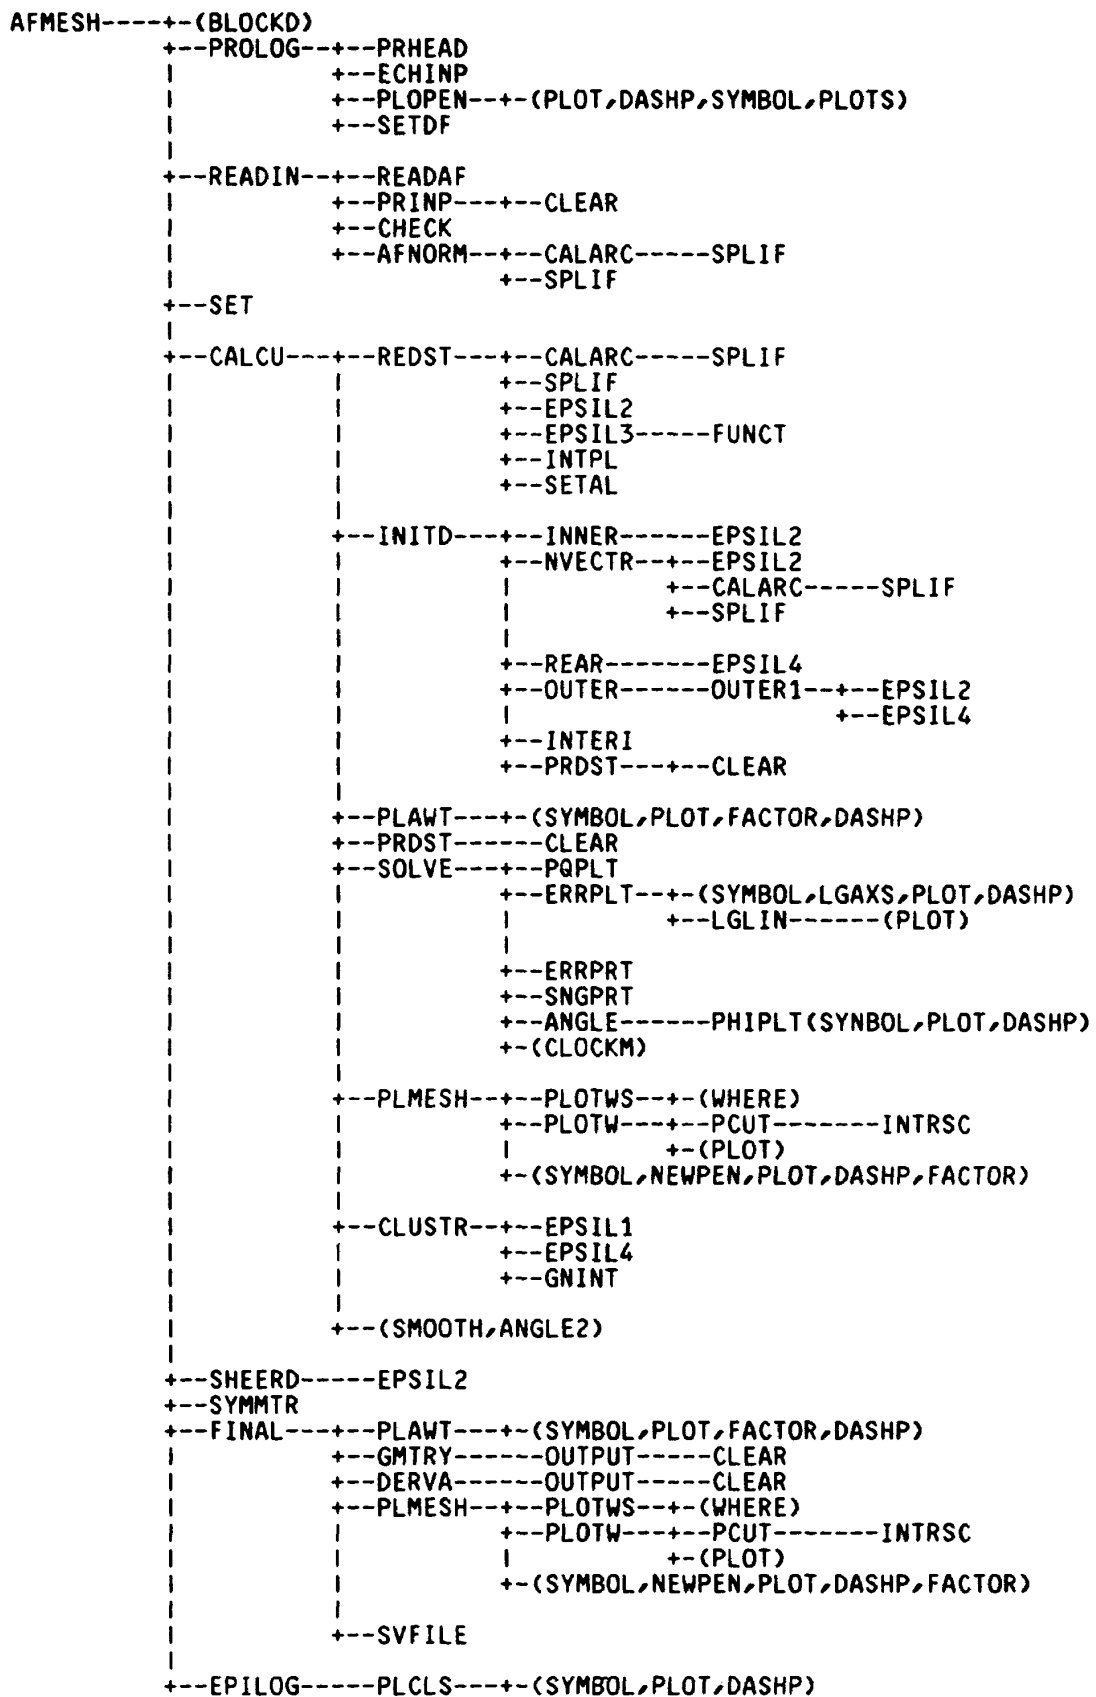 AFMESH----+-(BLOCKD)
          +--PROLOG--+--PRHEAD
          |          +--ECHINP
          |          +--PLOPEN--+-(PLOT,DASHP,SYMBOL,PLOTS)
          |          +--SETDF
          |
          +--READIN--+--READAF
          |          +--PRINP---+--CLEAR
          |          +--CHECK
          |          +--AFNORM--+--CALARC-----SPLIF
          |                     +--SPLIF
          +--SET
          |
          +--CALCU---+--REDST---+--CALARC-----SPLIF
          |          |          +--SPLIF
          |          |          +--EPSIL2
          |          |          +--EPSIL3-----FUNCT
          |          |          +--INTPL
          |          |          +--SETAL
          |          |
          |          +--INITD---+--INNER------EPSIL2
          |          |          +--NVECTR--+--EPSIL2
          |          |          |          +--CALARC-----SPLIF
          |          |          |          +--SPLIF
          |          |          |
          |          |          +--REAR-------EPSIL4
          |          |          +--OUTER------OUTER1--+--EPSIL2
          |          |          |                     +--EPSIL4
          |          |          +--INTERI
          |          |          +--PRDST---+--CLEAR
          |          |
          |          +--PLAWT---+-(SYMBOL,PLOT,FACTOR,DASHP)
          |          +--PRDST------CLEAR
          |          +--SOLVE---+--PQPLT
          |          |          +--ERRPLT--+-(SYMBOL,LGAXS,PLOT,DASHP)
          |          |          |          +--LGLIN------(PLOT)
          |          |          |
          |          |          +--ERRPRT
          |          |          +--SNGPRT
          |          |          +--ANGLE------PHIPLT(SYNBOL,PLOT,DASHP)
          |          |          +-(CLOCKM)
          |          |
          |          +--PLMESH--+--PLOTWS--+-(WHERE)
          |          |          +--PLOTW---+--PCUT-------INTRSC
          |          |          |          +-(PLOT)
          |          |          +-(SYMBOL,NEWPEN,PLOT,DASHP,FACTOR)
          |          |
          |          +--CLUSTR--+--EPSIL1
          |          |          +--EPSIL4
          |          |          +--GNINT
          |          |
          |          +--(SMOOTH,ANGLE2)
          |
          +--SHEERD-----EPSIL2
          +--SYMMTR
          +--FINAL---+--PLAWT---+-(SYMBOL,PLOT,FACTOR,DASHP)
          |          +--GMTRY------OUTPUT-----CLEAR
          |          +--DERVA------OUTPUT-----CLEAR
          |          +--PLMESH--+--PLOTWS--+-(WHERE)
          |          |          +--PLOTW---+--PCUT-------INTRSC
          |          |          |          +-(PLOT)
          |          |          +-(SYMBOL,NEWPEN,PLOT,DASHP,FACTOR)
          |          |
          |          +--SVFILE
          |
          +--EPILOG-----PLCLS---+-(SYMBOL,PLOT,DASHP)